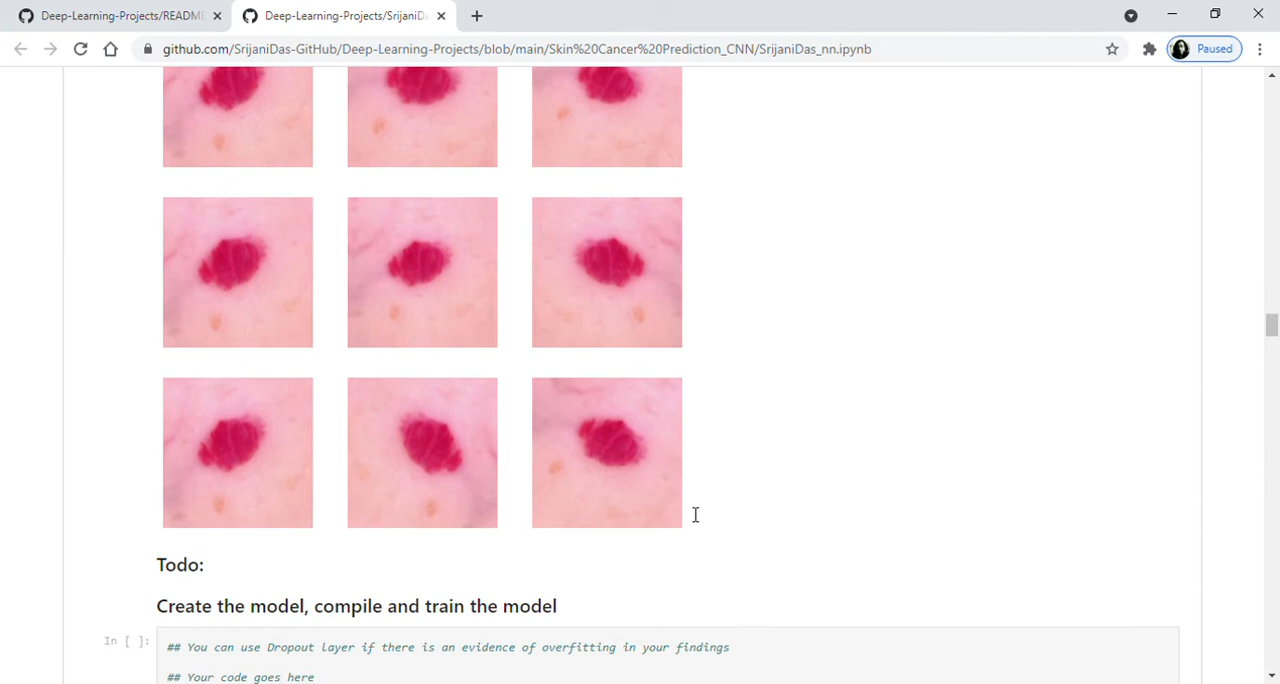 Deep-Learning-Projects/README
Deep-Learning-Projects/SrijaniDa
github.com/SrijaniDas-GitHub/Deep-Learning-Projects/blob/main/Skin%20Cancer%20Prediction_CNN/SrijaniDas_nn.ipynb
Paused
Todo:
Create the model, compile and train the model
In [ ]:
## You can use Dropout layer if there is an evidence of overfitting in your findings
## Your code goes here